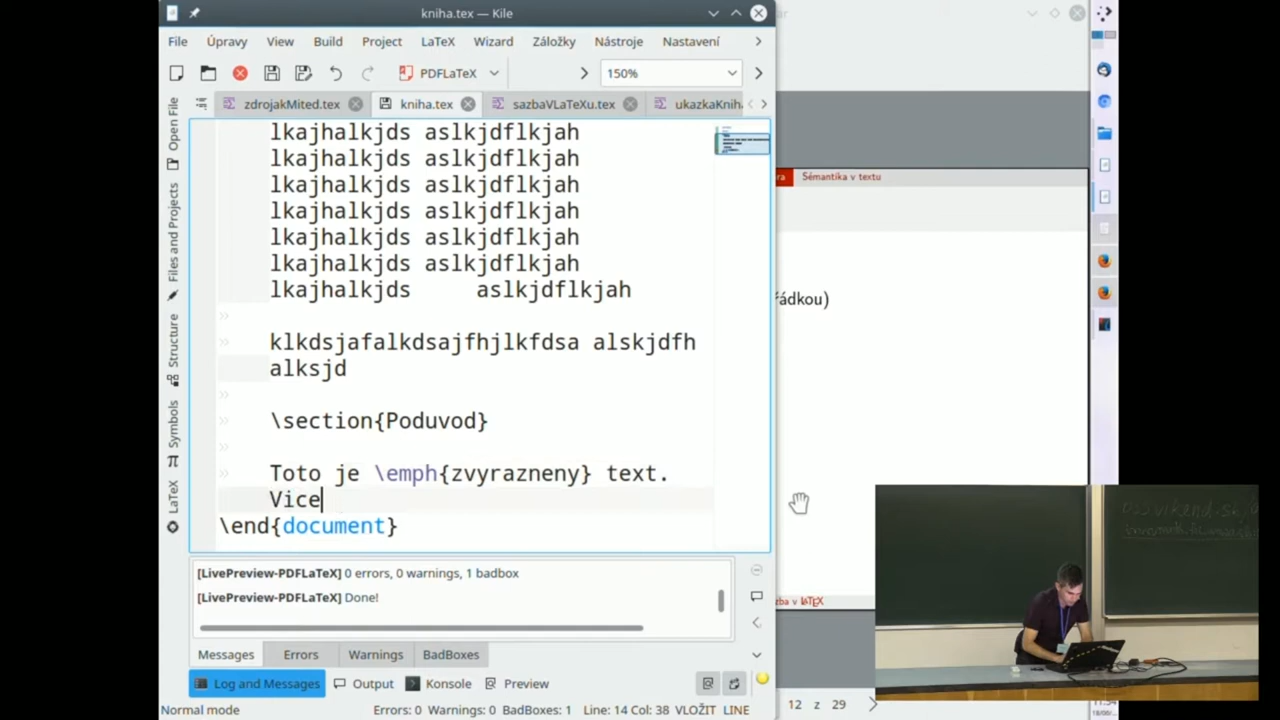 kniha.tex — Kile
ar
File Úpravy View Build Project LaTeX Wizard Záložky Nástroje Nastavení
PDFLaTeX 150%
zdrojakMited.tex kniha.tex sazbaVLaTeXu.tex ukazkaKniha
Open File
Files and Projects
Structure
Symbols
LaTeX
lkajhalkjds aslkjdflkjah
lkajhalkjds aslkjdflkjah
lkajhalkjds aslkjdflkjah
lkajhalkjds aslkjdflkjah
lkajhalkjds aslkjdflkjah
lkajhalkjds aslkjdflkjah
lkajhalkjds aslkjdflkjah
klkdsjafalkdsajfhjlkfdsa alskjdfh
alksjd
\section{Poduvod}
Toto je \emph{zvyrazneny} text.
Vice
\end{document}
ra Sémantika v textu
řádkou)
zba v LATEX
[LivePreview-PDFLaTeX] 0 errors, 0 warnings, 1 badbox
[LivePreview-PDFLaTeX] Done!
Messages Errors Warnings BadBoxes
Log and Messages Output Konsole Preview
Normal mode Errors: 0 Warnings: 0 BadBoxes: 1 Line: 14 Col: 38 VLOŽIT LINE
12 z 29